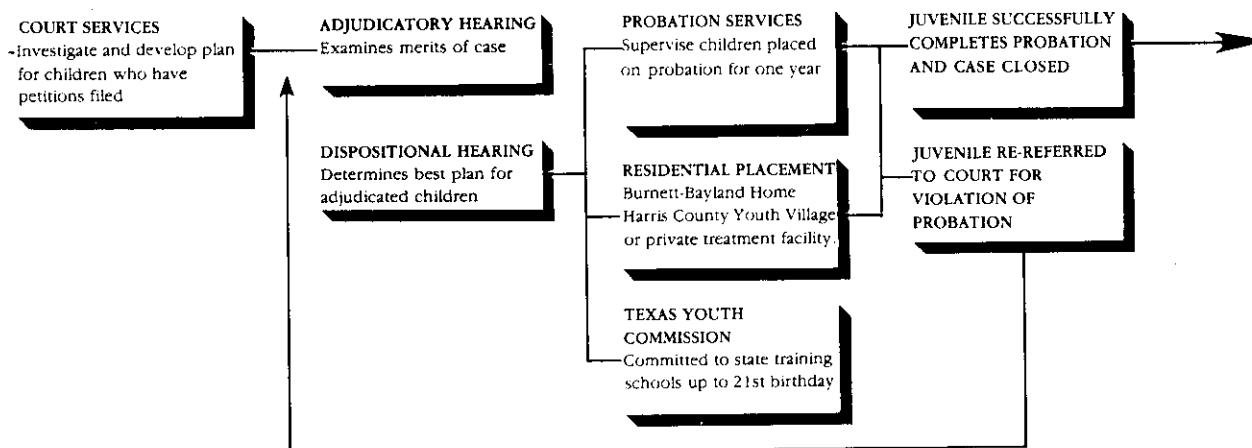 COURT SERVICES
-Investigate and develop plan
for children who have
petitions filed
ADJUDICATORY HEARING
Examines merits of case
DISPOSITIONAL HEARING
Determines best plan for
adjudicated children
PROBATION SERVICES
Supervise children placed
on probation for one year
RESIDENTIAL PLACEMENT
Burnett-Bayland Home
Harris County Youth Village
or private treatment facility.
TEXAS YOUTH
COMMISSION
Committed to state training
schools up to 21st birthday
JUVENILE SUCCESSFULLY
COMPLETES PROBATION
AND CASE CLOSED
JUVENILE RE-REFERRED
TO COURT FOR
VIOLATION OF
PROBATION